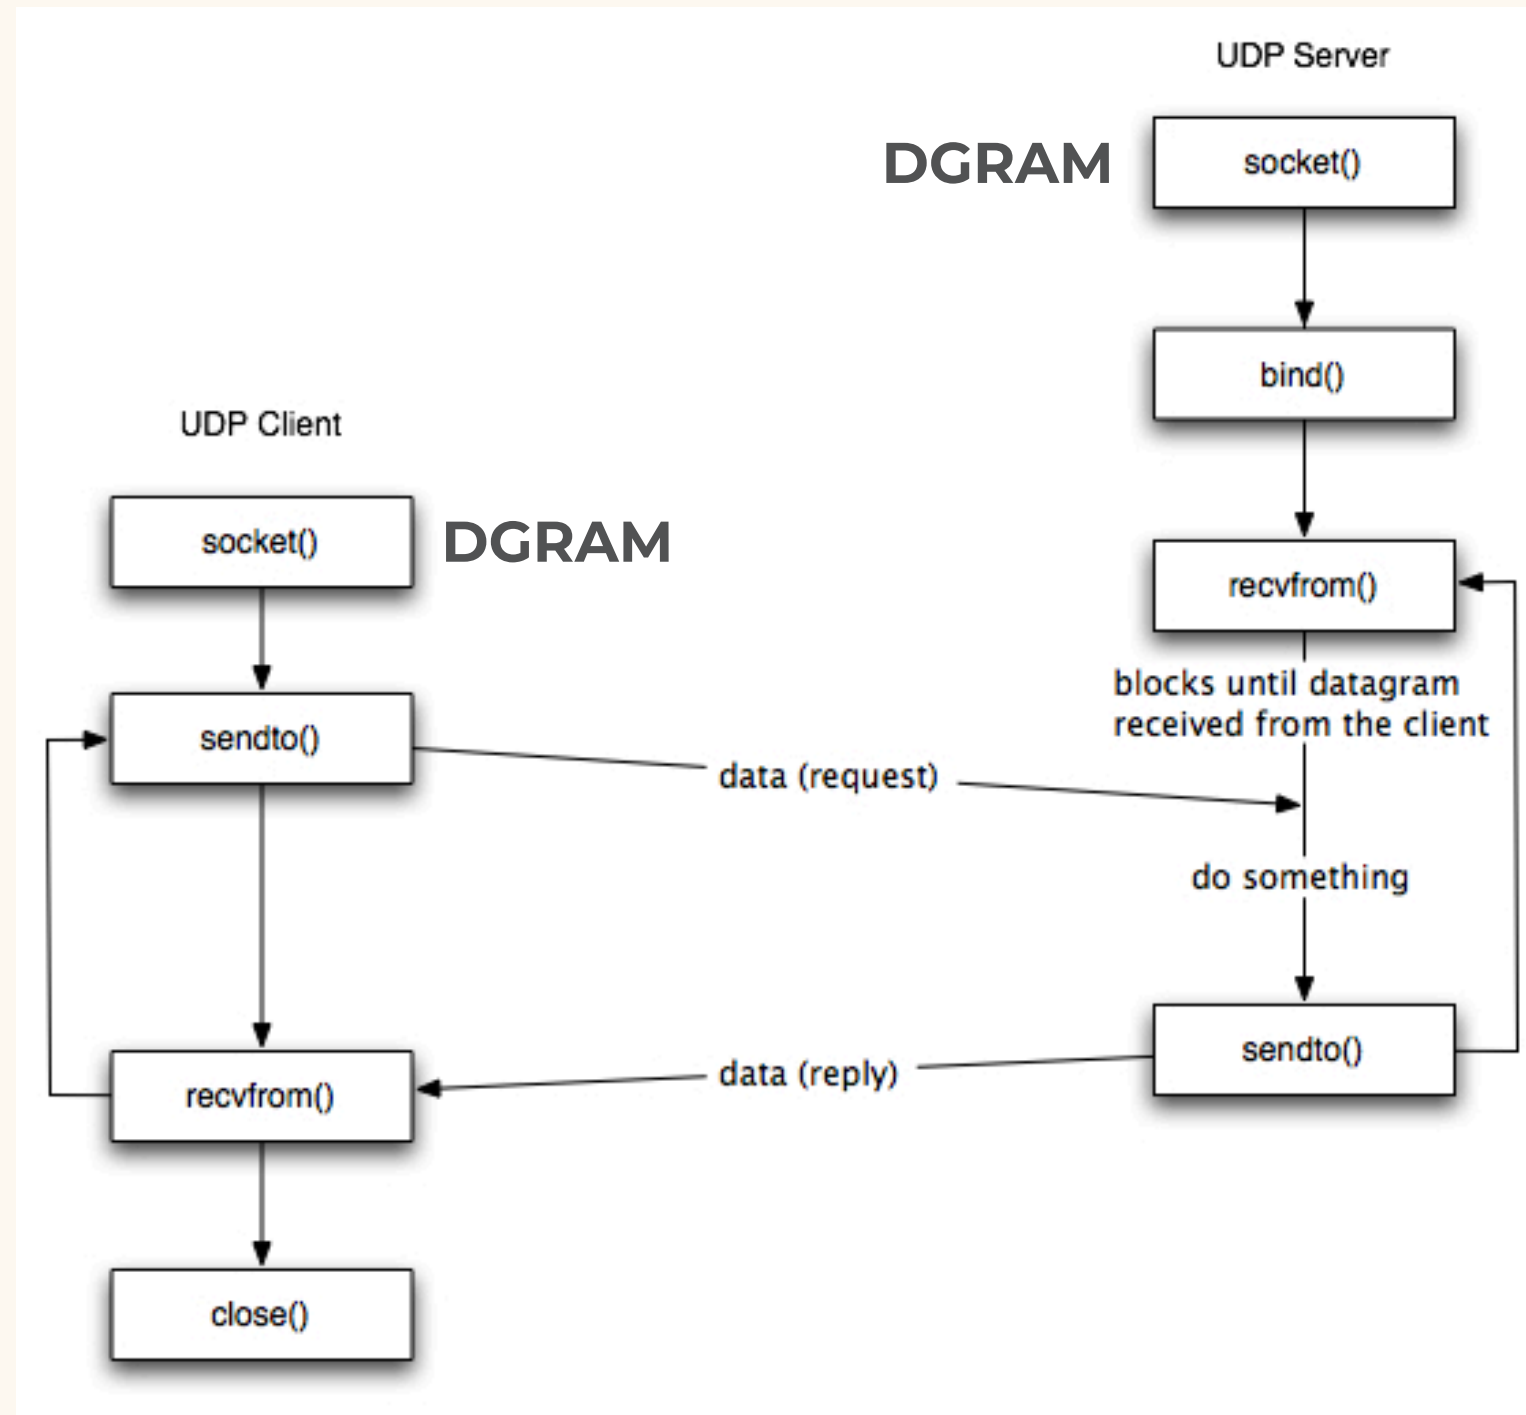 UDP Server
DGRAM
socket()
bind()
UDP Client
socket()
DGRAM
recvfrom()
blocks until datagram
received from the client
sendto()
data (request)
do something
sendto()
data (reply)
recvfrom()
close()